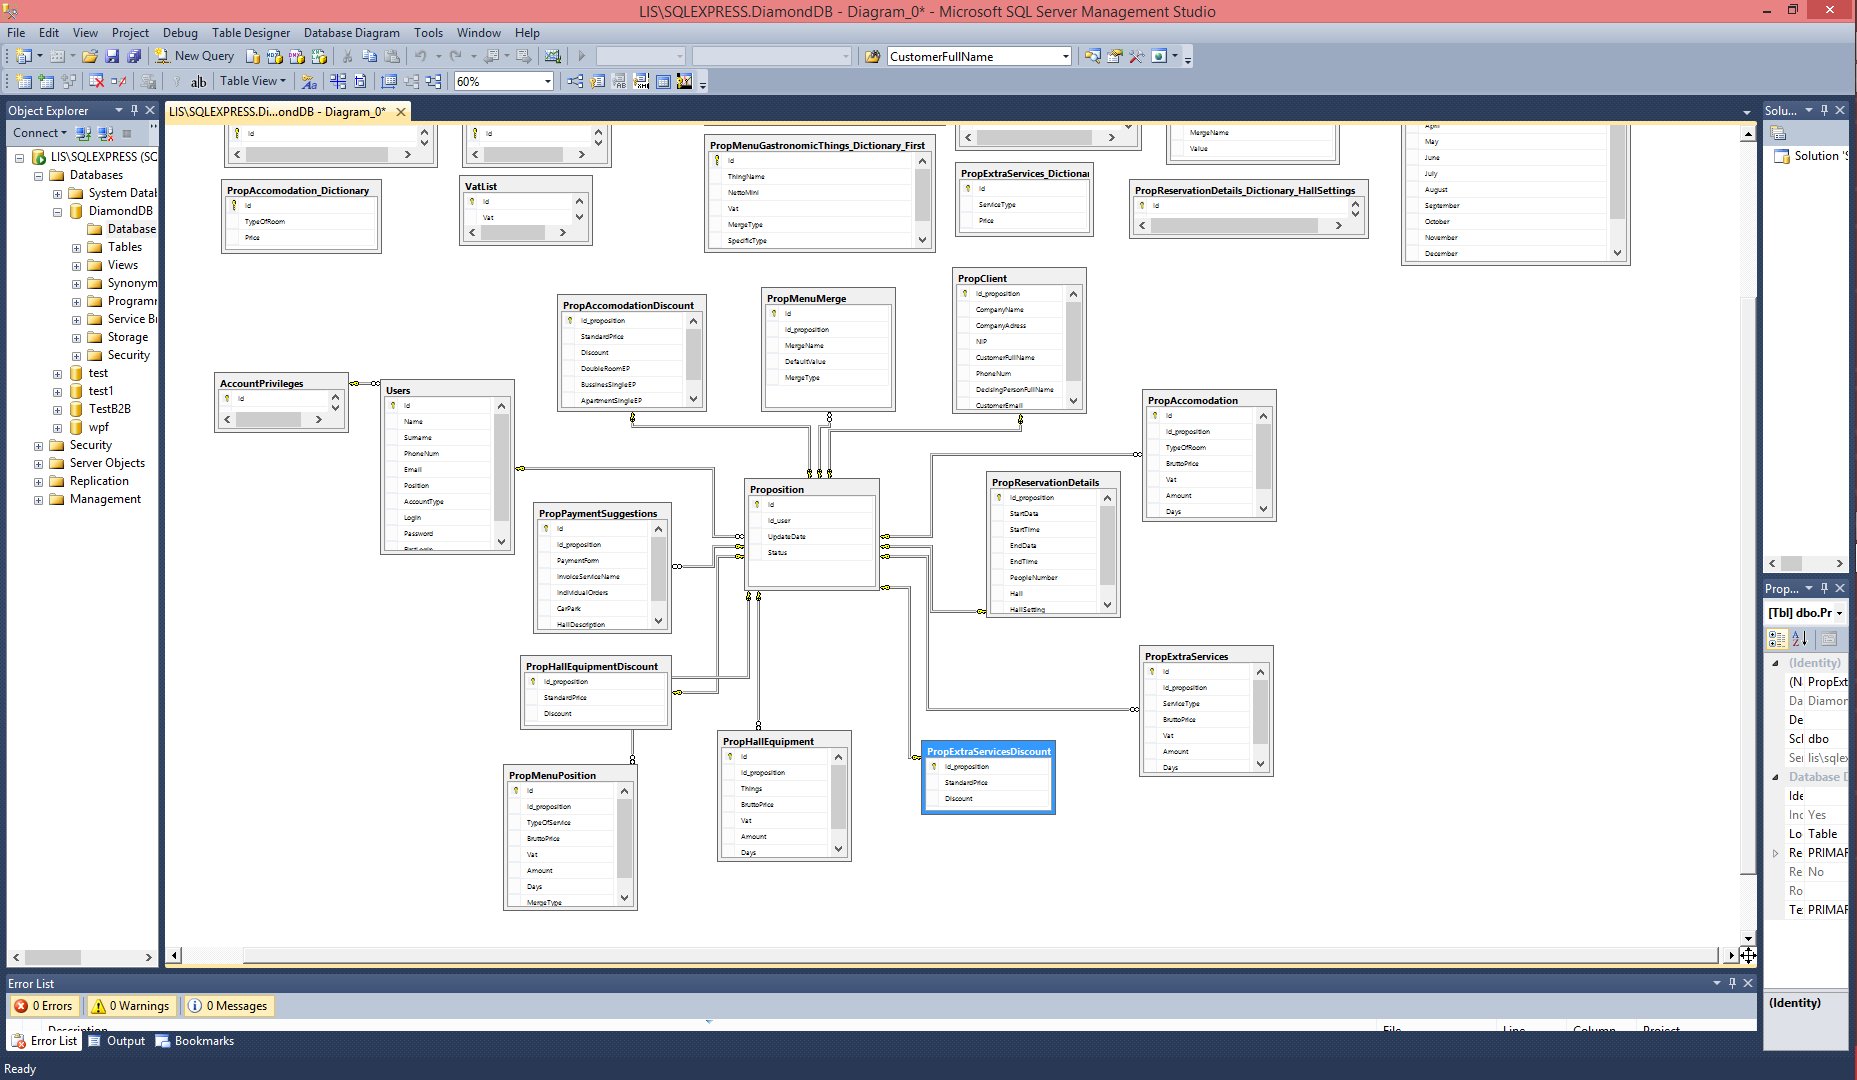 LIS\SQLEXPRESS.DiamondDB - Diagram_0* - Microsoft SQL Server Management Studio
File Edit View Project Debug Table Designer Database Diagram Tools Window Help
New Query CustomerFullName
Table View 60%
Object Explorer
Connect
LIS\SQLEXPRESS (SQ
Databases
System Datab
DiamondDB
Database
Tables
Views
Synonym
Programr
Service Br
Storage
Security
test
test1
TestB2B
wpf
Security
Server Objects
Replication
Management
LIS\SQLEXPRESS.Di...ondDB - Diagram_0*
Id
Id
MergeName
Value
April
May
June
July
August
September
October
November
December
PropAccomodation_Dictionary
Id
TypeOfRoom
Price
VatList
Id
Vat
PropMenuGastronomicThings_Dictionary_First
Id
ThingName
NettoMini
Vat
MergeType
SpecificType
PropExtraServices_Dictionar
Id
ServiceType
Price
PropReservationDetails_Dictionary_HallSettings
Id
PropAccomodationDiscount
Id_proposition
StandardPrice
Discount
DoubleRoomEP
BussinesSingleEP
ApartmentSingleEP
PropMenuMerge
Id
Id_proposition
MergeName
DefaultValue
MergeType
PropClient
Id_proposition
CompanyName
CompanyAdress
NIP
CustomerFullName
PhoneNum
DecisingPersonFullName
CustomerEmail
AccountPrivileges
Id
Users
Id
Name
Surname
PhoneNum
Email
Position
AccountType
Login
Password
FirstLogin
PropAccomodation
Id
Id_proposition
TypeOfRoom
BruttoPrice
Vat
Amount
Days
Proposition
Id
Id_user
UpdateDate
Status
PropReservationDetails
Id_proposition
StartData
StartTime
EndData
EndTime
PeopleNumber
Hall
HallSetting
PropPaymentSuggestions
Id
Id_proposition
PaymentForm
InvoiceServiceName
IndividualOrders
CarPark
HallDescription
PropHallEquipmentDiscount
Id_proposition
StandardPrice
Discount
PropExtraServices
Id
Id_proposition
ServiceType
BruttoPrice
Vat
Amount
Days
PropMenuPosition
Id
Id_proposition
TypeOfService
BruttoPrice
Vat
Amount
Days
MergeType
PropHallEquipment
Id
Id_proposition
Things
BruttoPrice
Vat
Amount
Days
PropExtraServicesDiscount
Id_proposition
StandardPrice
Discount
Solu...
Solution 'S
Prop...
[Tbl] dbo.Pr
(Identity)
(N PropExt
Da Diamon
De
Scl dbo
Sei lis\sqlex
Database D
Ide
Inc Yes
Lo Table
Re PRIMAR
Re No
Ro
Te: PRIMAR
(Identity)
Error List
0 Errors 0 Warnings 0 Messages
Description File Line Column Project
Error List Output Bookmarks
Ready